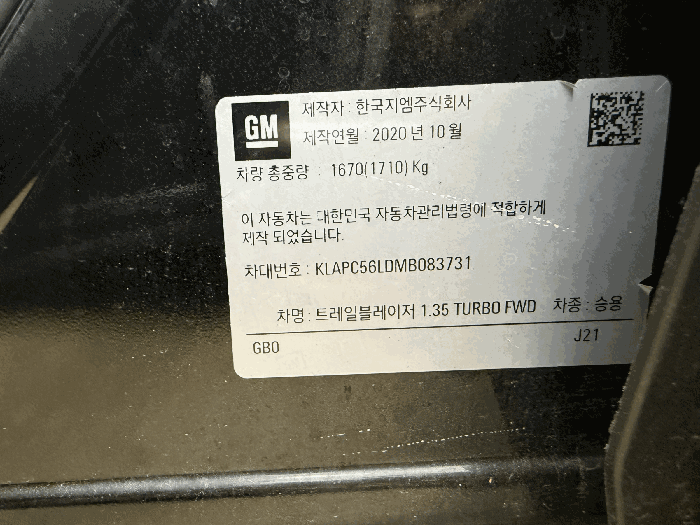 GM
제작자 : 한국지엠주식회사
제작연월 : 2020 년 10 월
차량 총중량 : 1670(1710) Kg
이 자동차는 대한민국 자동차관리법령에 적합하게
제작 되었습니다.
차대번호 : KLAPC56LDMB083731
차명 : 트레일블레이저 1.35 TURBO FWD 차종 : 승용
GB0 J21